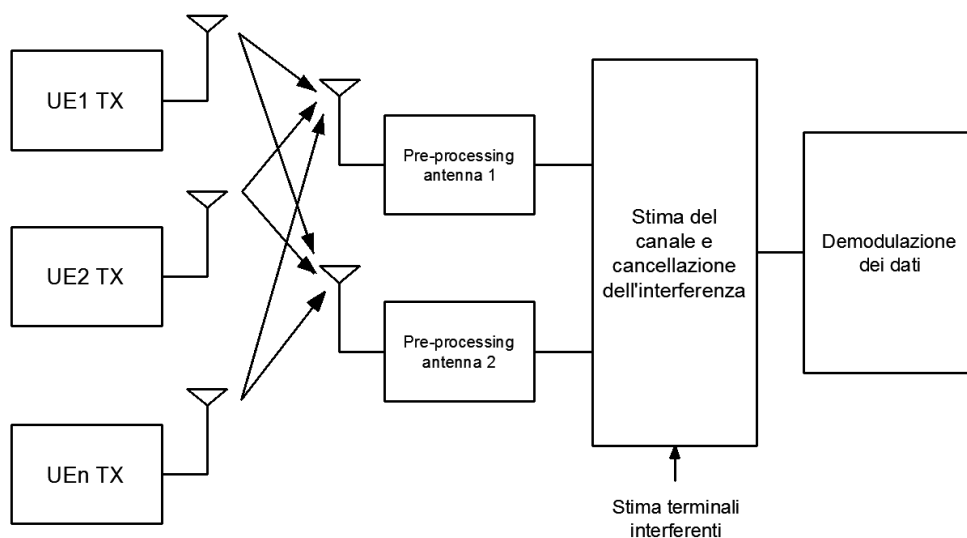 UE1 TX
UE2 TX
UEn TX
Pre-processing
antenna 1
Pre-processing
antenna 2
Stima del
canale e
cancellazione
dell'interferenza
Demodulazione
dei dati
Stima terminali
interferenti